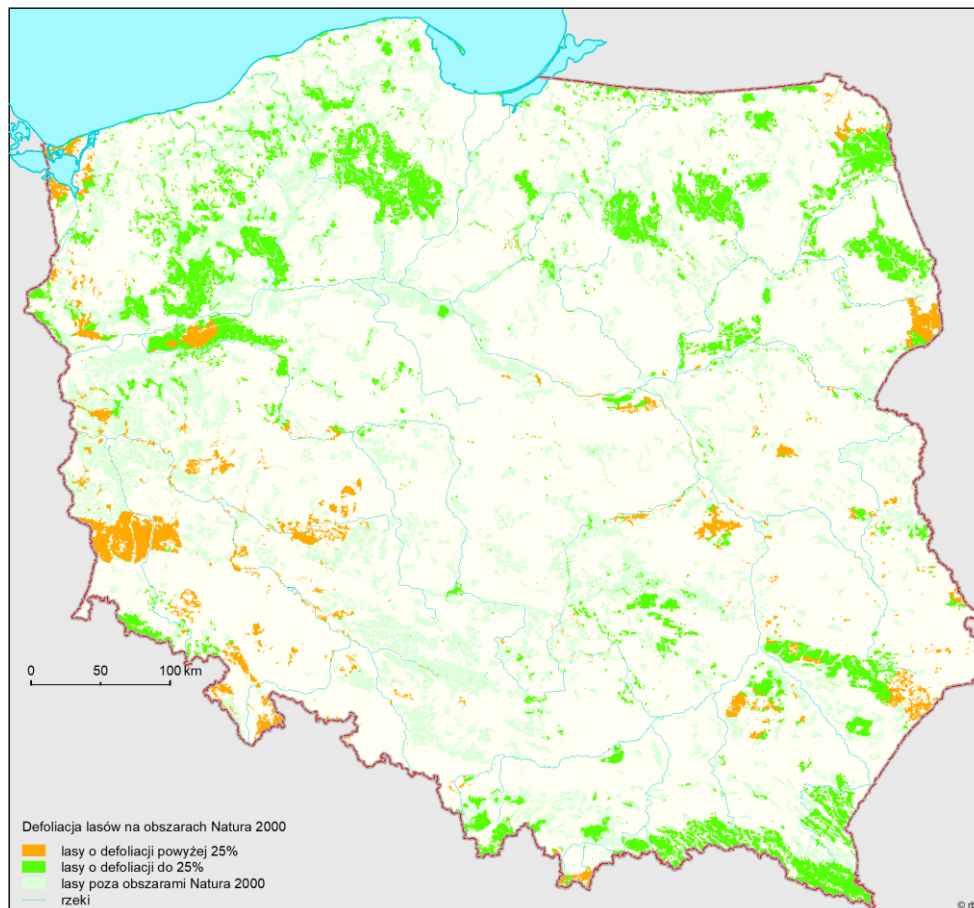 0 50 100 km
Defoliacja lasów na obszarach Natura 2000
lasy o defoliacji powyżej 25%
lasy o defoliacji do 25%
lasy poza obszarami Natura 2000
rzeki